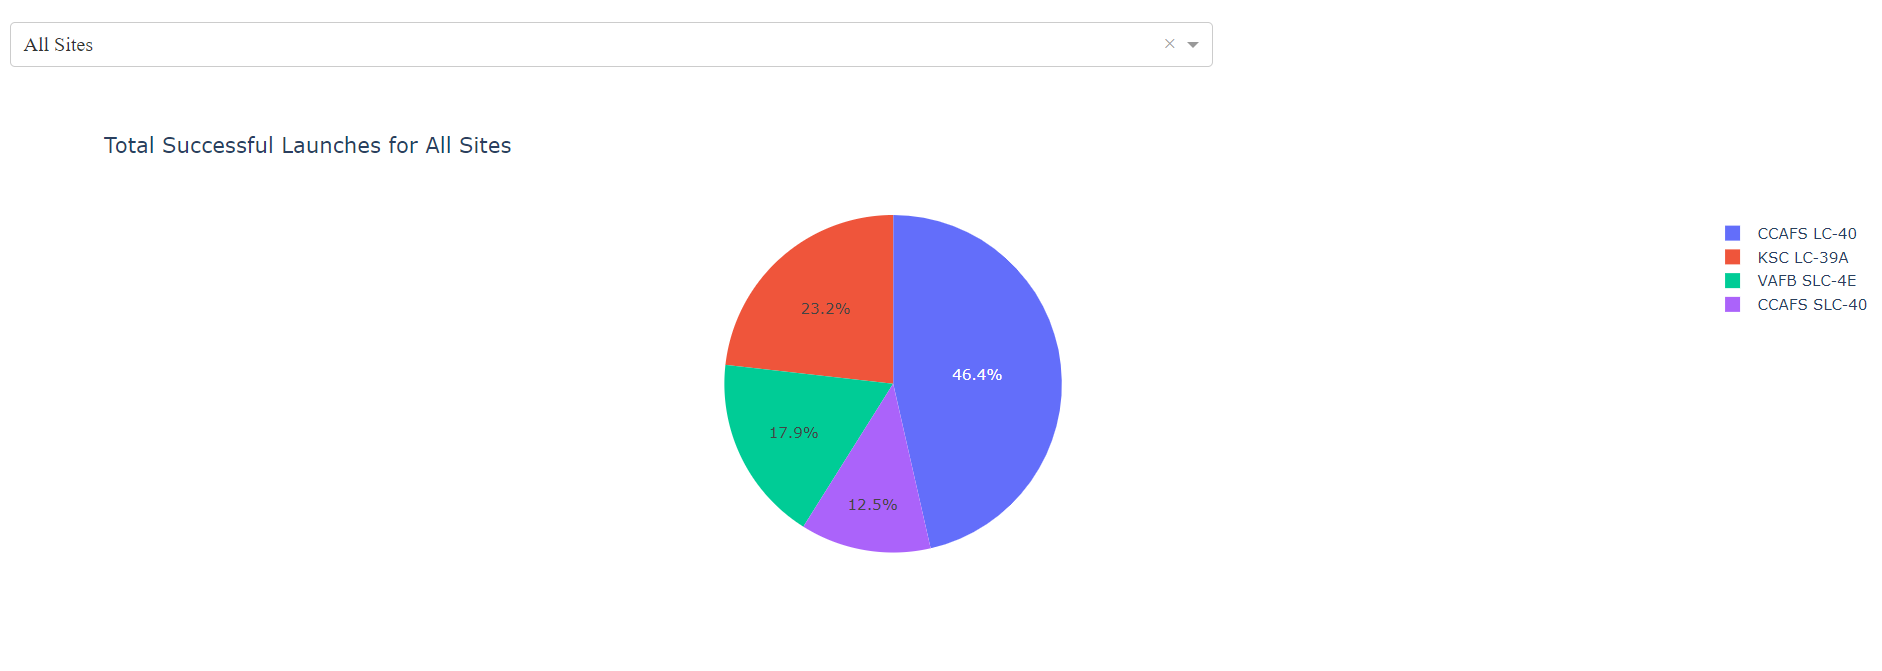 All Sites ×
Total Successful Launches for All Sites
CCAFS LC-40
KSC LC-39A
VAFB SLC-4E
CCAFS SLC-40
23.2%
46.4%
17.9%
12.5%